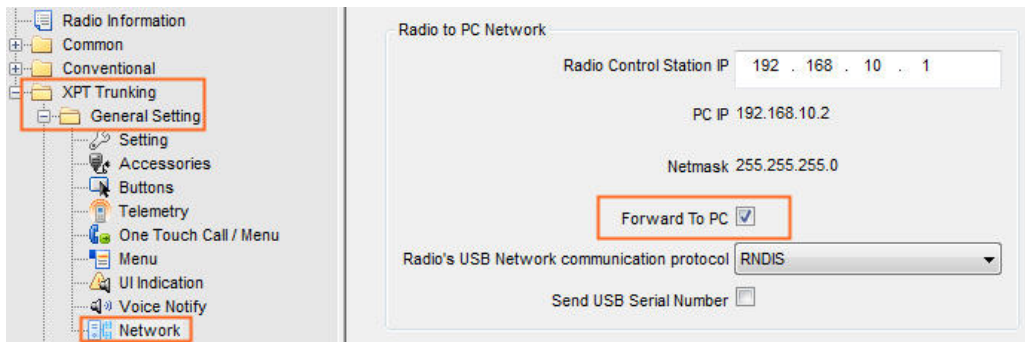 Radio Information
Common
Conventional
XPT Trunking
General Setting
Setting
Accessories
Buttons
Telemetry
One Touch Call / Menu
Menu
UI Indication
Voice Notify
Network
Radio to PC Network
Radio Control Station IP 192 . 168 . 10 . 1
PC IP 192.168.10.2
Netmask 255.255.255.0
Forward To PC
Radio's USB Network communication protocol RNDIS
Send USB Serial Number